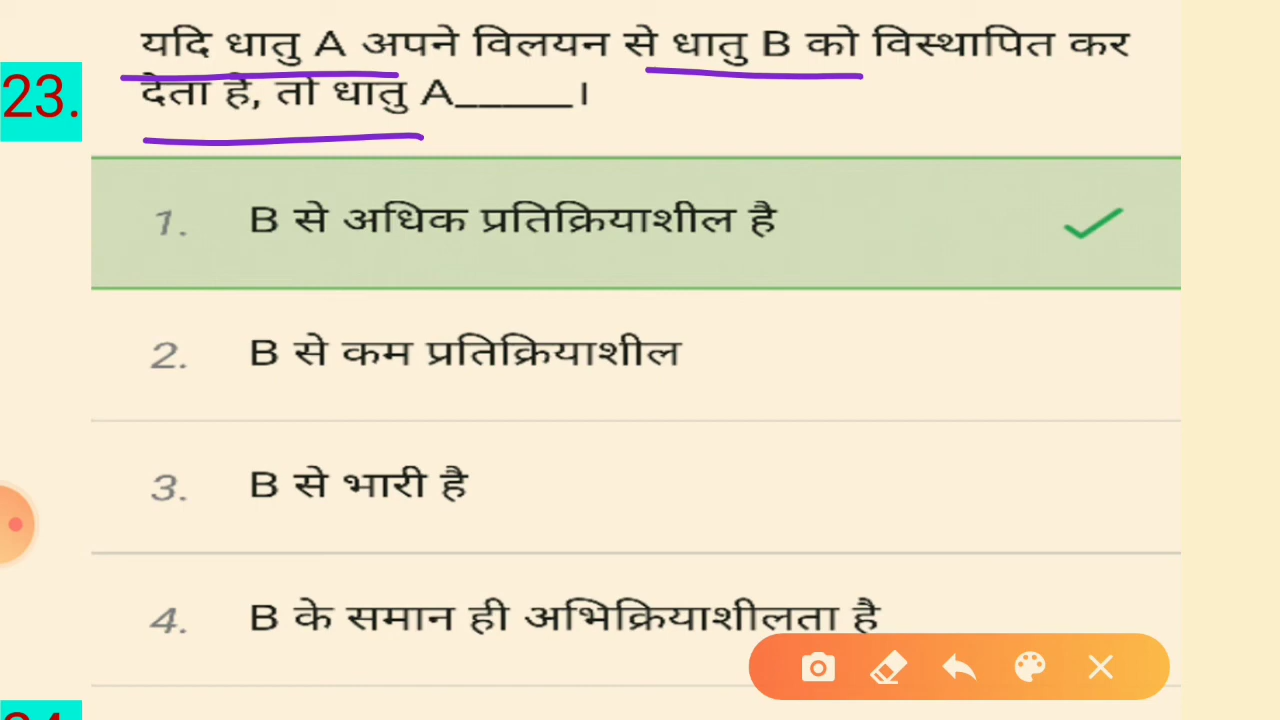 यदि धातु A अपने विलयन से धातु B को विस्थापित कर
23.
देता है, तो धातु A_____।
1. B से अधिक प्रतिक्रियाशील है
2. B से कम प्रतिक्रियाशील
3. B से भारी है
4. B के समान ही अभिक्रियाशीलता है